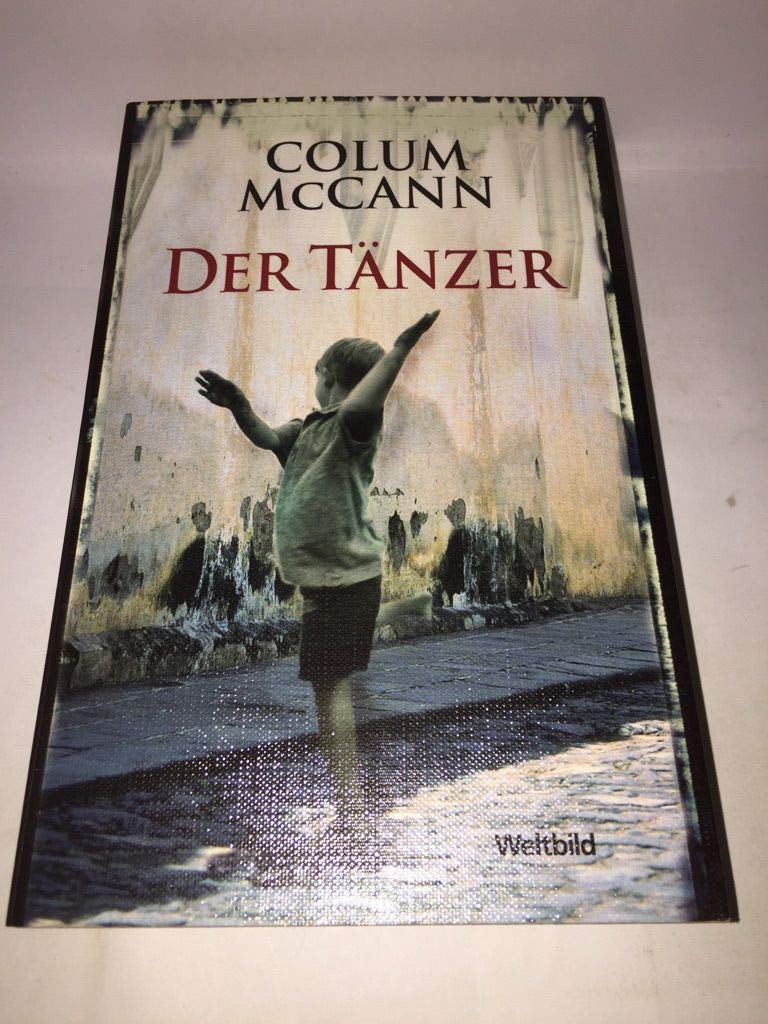 COLUM
MCCANN
DER TÄNZER
Weltbild